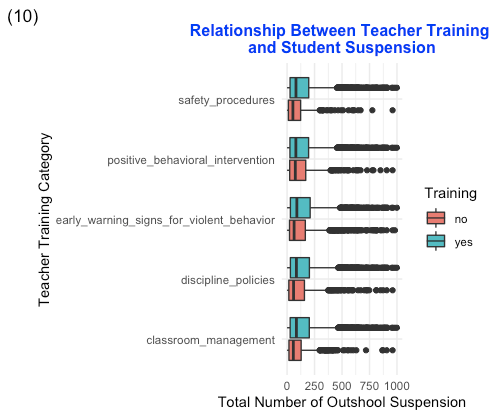 (10)
Relationship Between Teacher Training
and Student Suspension
Teacher Training Category
safety_procedures
positive_behavioral_intervention
early_warning_signs_for_violent_behavior
discipline_policies
classroom_management
0 250 500 750 1000
Total Number of Outshool Suspension
Training
no
yes